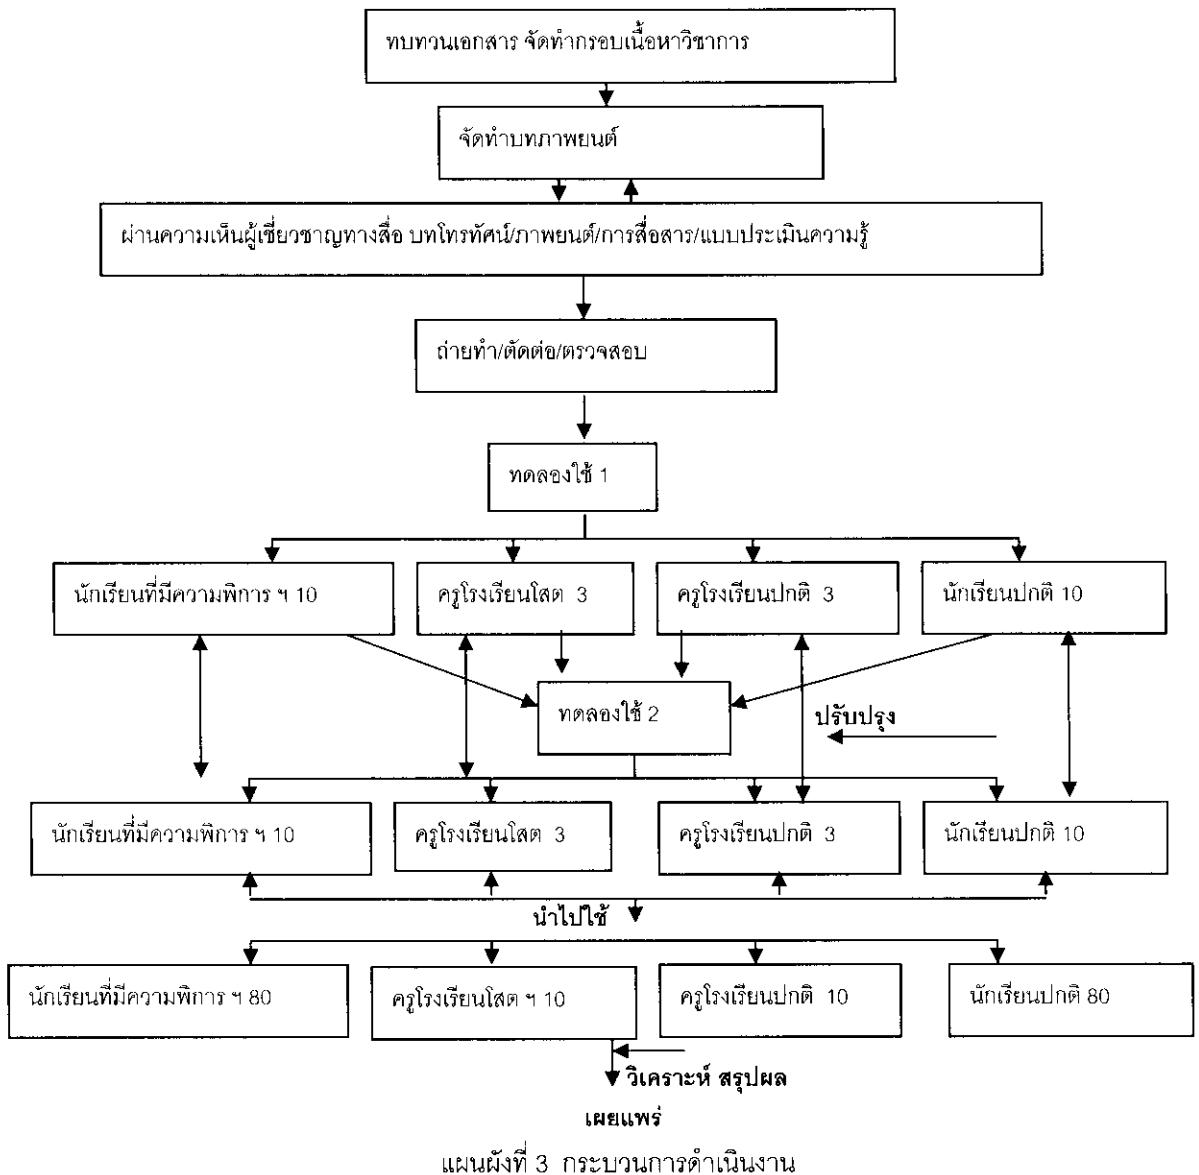 ทบทวนเอกสาร จัดทำกรอบเนื้อหาวิชาการ
จัดทำบทภาพยนต์
ผ่านความเห็นผู้เชี่ยวชาญทางสื่อ บทโทรทัศน์/ภาพยนต์/การสื่อสาร/แบบประเมินความรู้
ถ่ายทำ/ตัดต่อ/ตรวจสอบ
ทดลองใช้ 1
นักเรียนที่มีความพิการ ฯ 10
ครูโรงเรียนโสต 3
ครูโรงเรียนปกติ 3
นักเรียนปกติ 10
ทดลองใช้ 2
ปรับปรุง
นักเรียนที่มีความพิการ ฯ 10
ครูโรงเรียนโสต 3
ครูโรงเรียนปกติ 3
นักเรียนปกติ 10
นำไปใช้
นักเรียนที่มีความพิการ ฯ 80
ครูโรงเรียนโสต ฯ 10
ครูโรงเรียนปกติ 10
นักเรียนปกติ 80
วิเคราะห์ สรุปผล
เผยแพร่
แผนผังที่ 3 กระบวนการดำเนินงาน